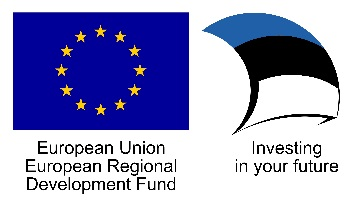 European Union
European Regional
Development Fund
Investing
in your future